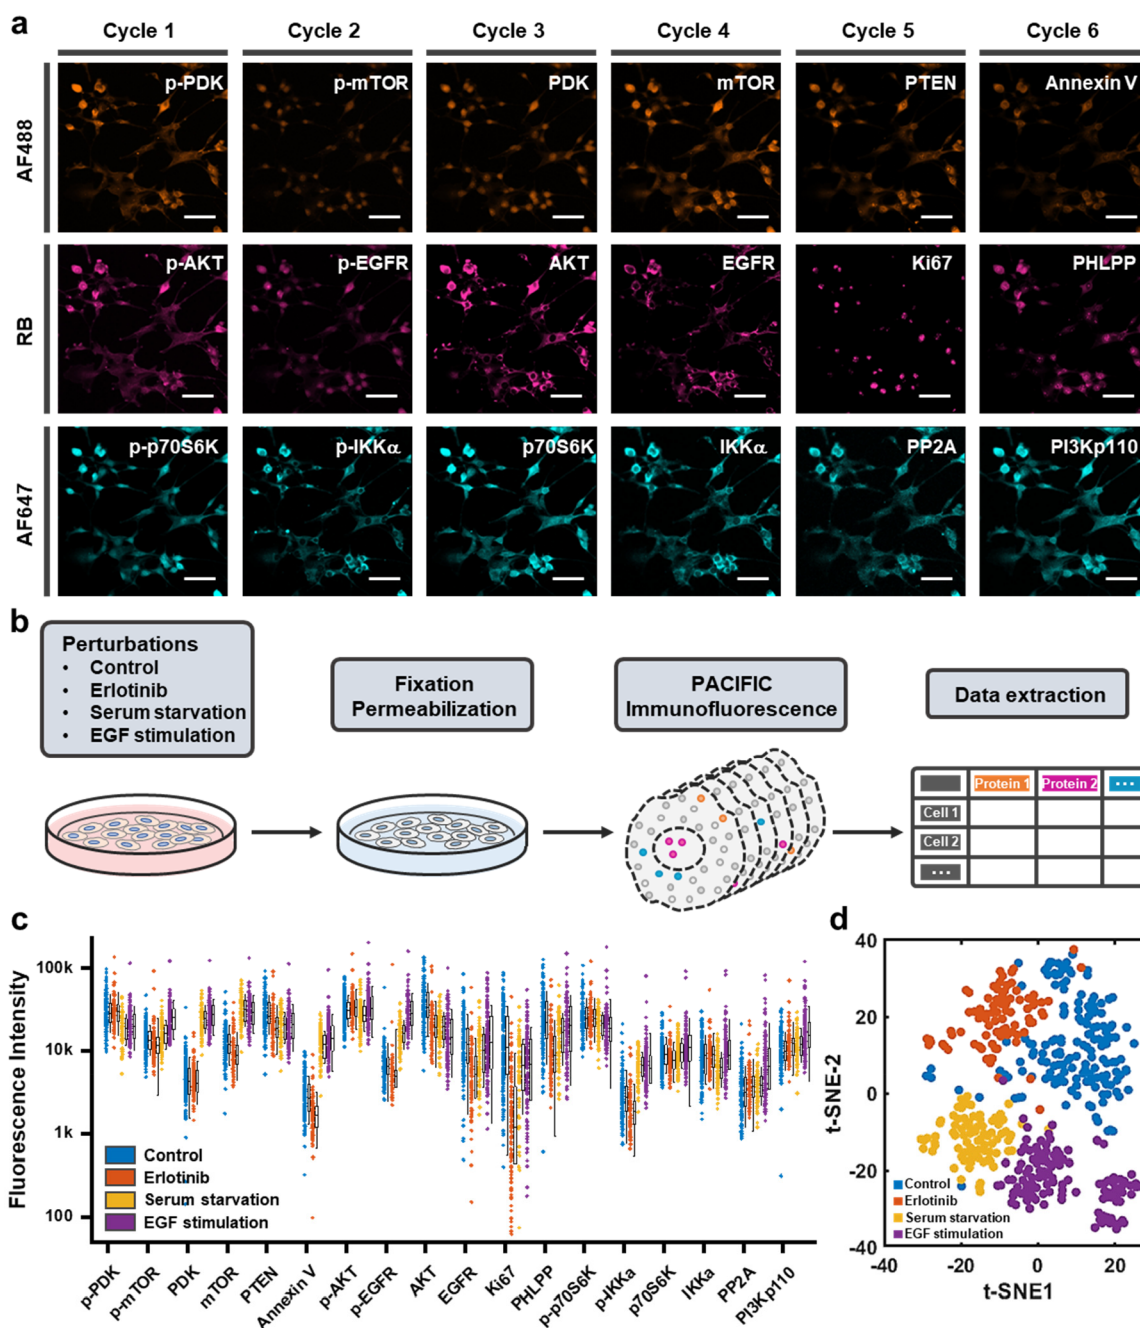 a
Cycle 1 Cycle 2 Cycle 3 Cycle 4 Cycle 5 Cycle 6
AF488
p-PDK p-mTOR PDK mTOR PTEN Annexin V
RB
p-AKT p-EGFR AKT EGFR Ki67 PHLPP
AF647
p-p70S6K p-IKKα p70S6K IKKα PP2A PI3Kp110
b
Perturbations
• Control
• Erlotinib
• Serum starvation
• EGF stimulation
Fixation
Permeabilization
PACIFIC
Immunofluorescence
Data extraction
Protein 1 Protein 2 ...
Cell 1
Cell 2
...
c
Fluorescence Intensity
100k
10k
1k
100
Control
Erlotinib
Serum starvation
EGF stimulation
p-PDK p-mTOR PDK mTOR PTEN Annexin V p-AKT p-EGFR AKT EGFR Ki67 PHLPP p-p70S6K p-IKKa p70S6K IKKa PP2A PI3Kp110
d
t-SNE-2
40
20
0
-20
-40
Control
Erlotinib
Serum starvation
EGF stimulation
-40 -20 0 20
t-SNE1